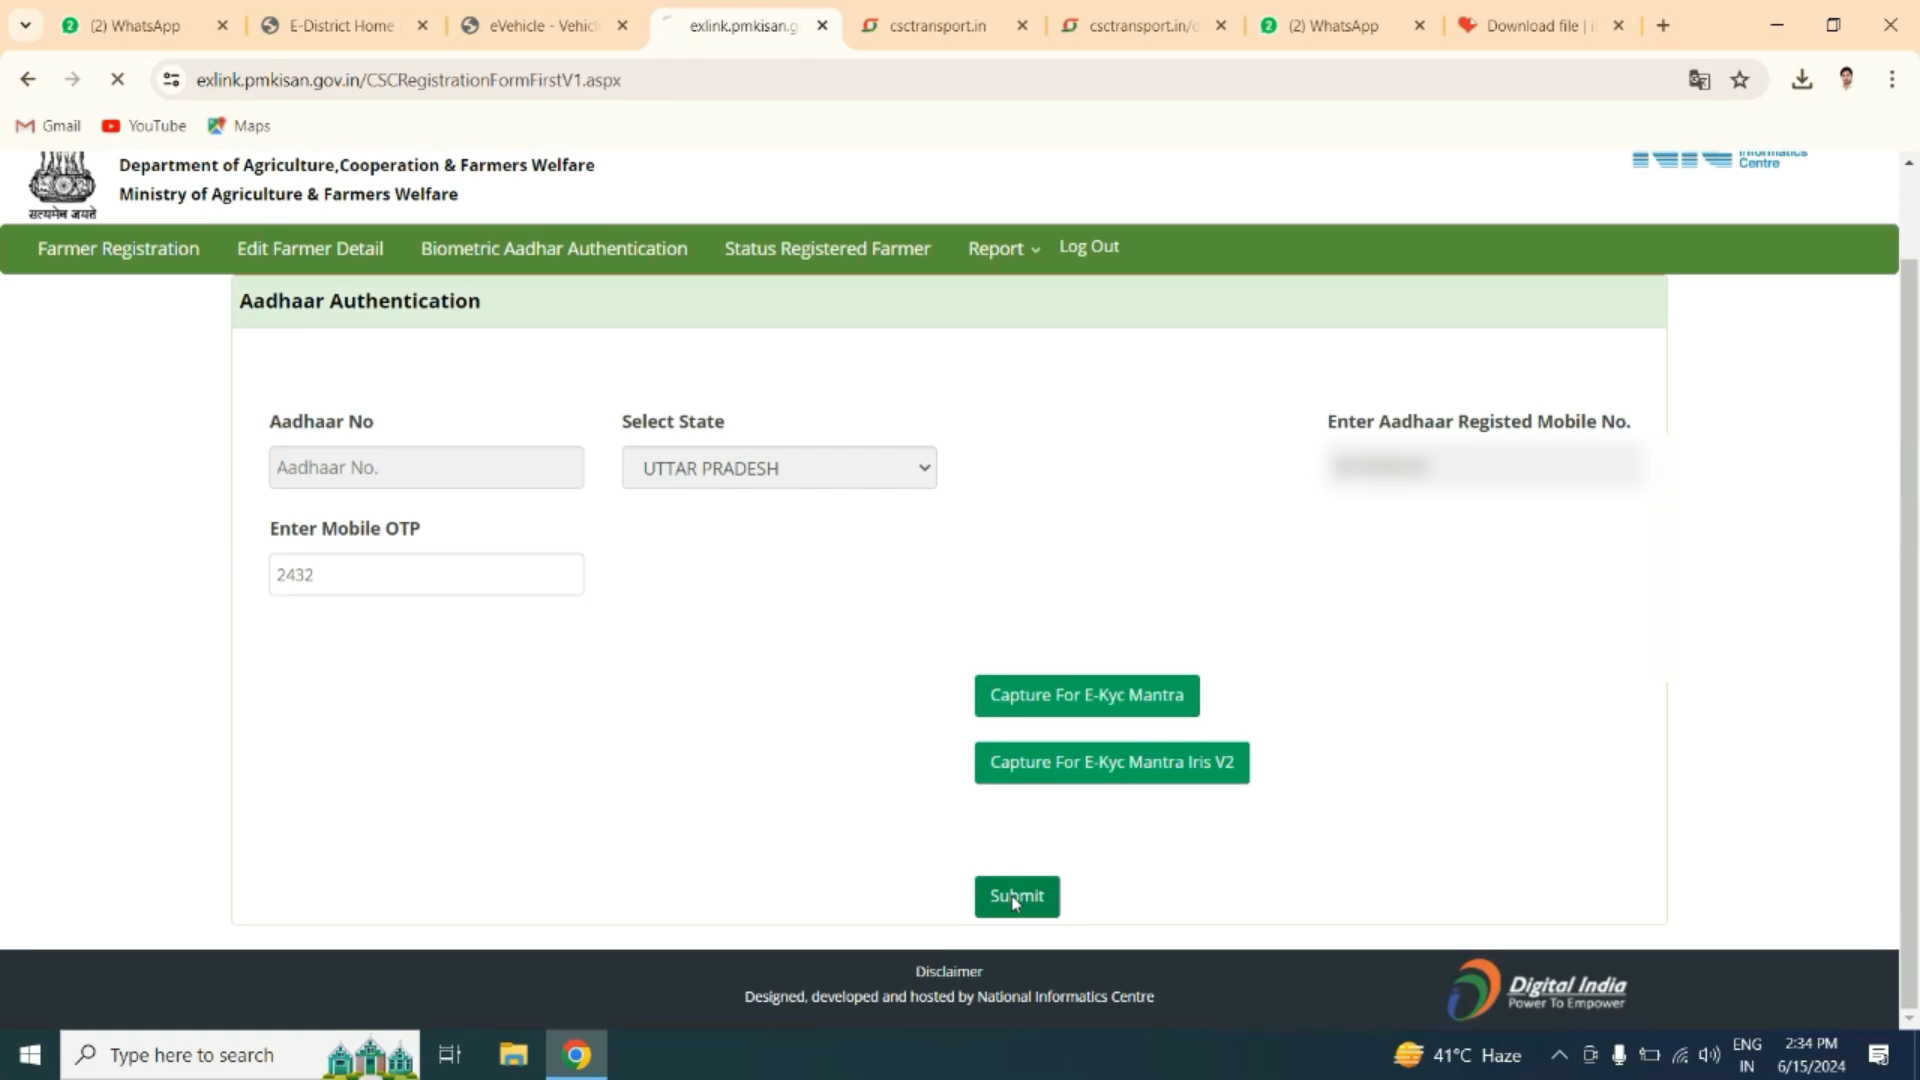 (2) WhatsApp
E-District Home
eVehicle - Vehicl
exlink.pmkisan.g
csctransport.in
csctransport.in/c
(2) WhatsApp
Download file | i
exlink.pmkisan.gov.in/CSCRegistrationFormFirstV1.aspx
Gmail
YouTube
Maps
सत्यमेव जयते
Department of Agriculture,Cooperation & Farmers Welfare
Ministry of Agriculture & Farmers Welfare
Informatics
Centre
Farmer Registration
Edit Farmer Detail
Biometric Aadhar Authentication
Status Registered Farmer
Report
Log Out
Aadhaar Authentication
Aadhaar No
Select State
Enter Aadhaar Registed Mobile No.
Aadhaar No.
UTTAR PRADESH
Enter Mobile OTP
2432
Capture For E-Kyc Mantra
Capture For E-Kyc Mantra Iris V2
Submit
Disclaimer
Designed, developed and hosted by National Informatics Centre
Digital India
Power To Empower
Type here to search
41°C Haze
ENG
IN
2:34 PM
6/15/2024